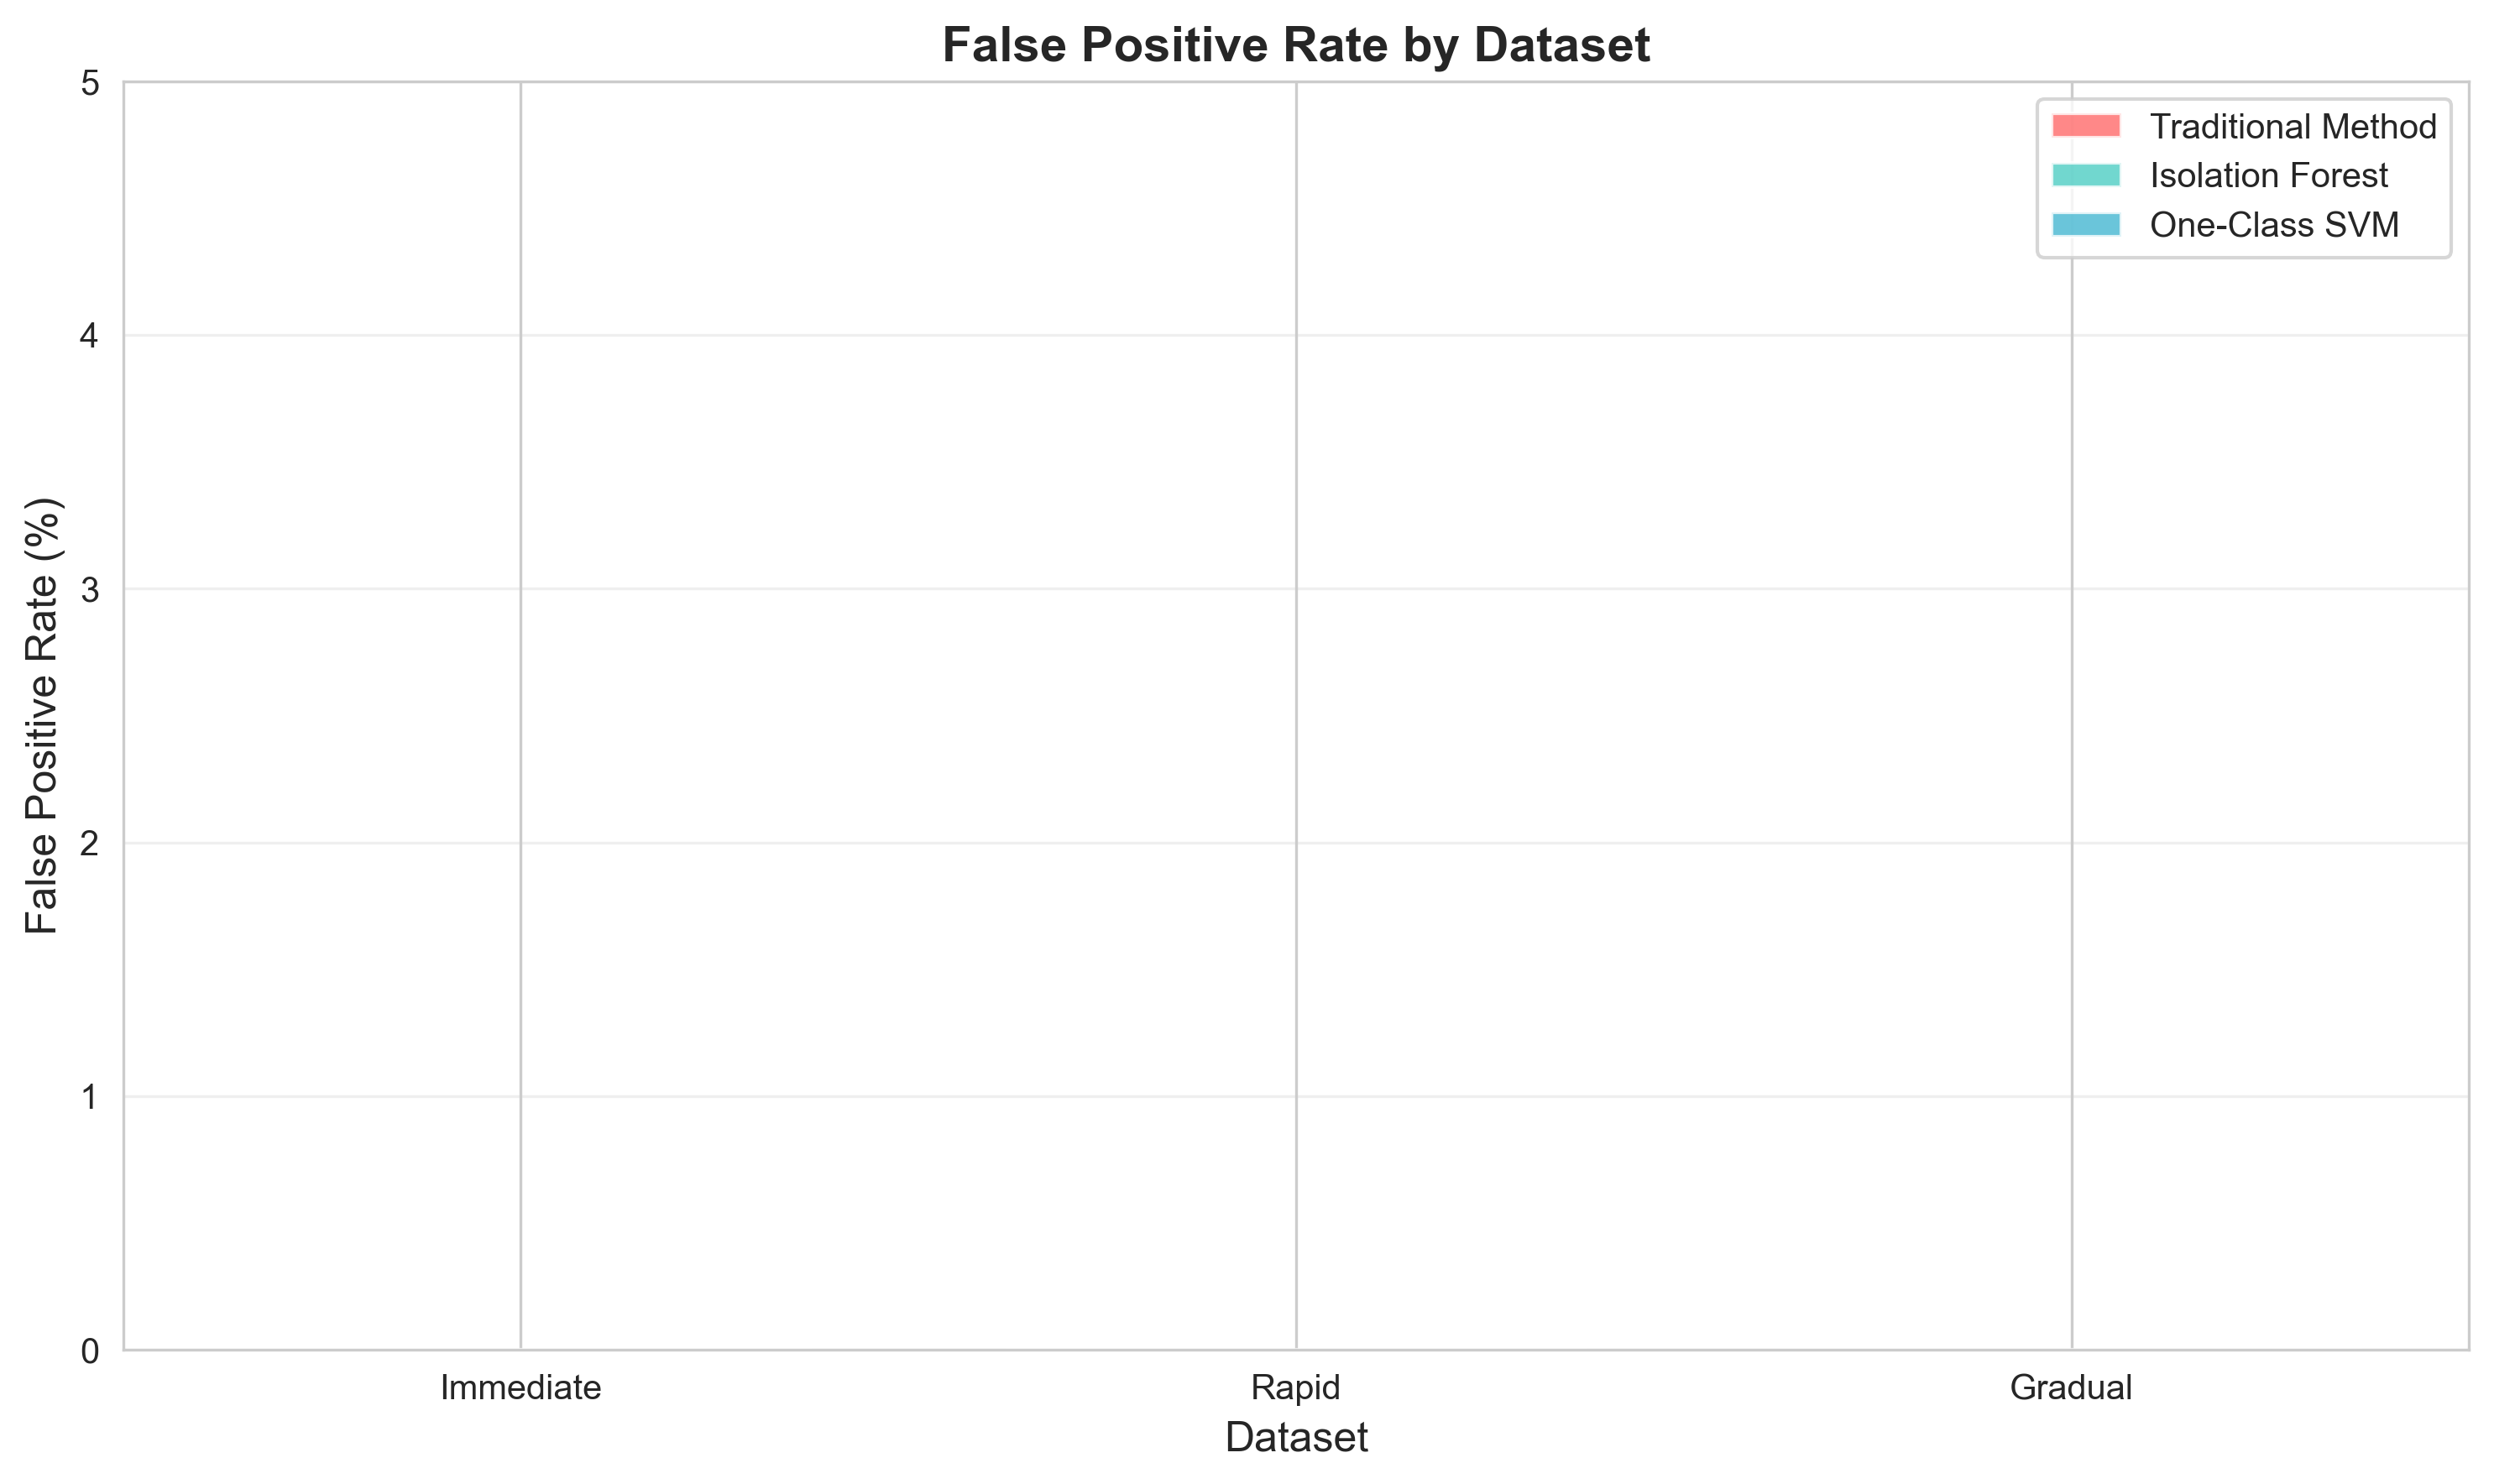 False Positive Rate by Dataset
5
4
3
2
1
0
False Positive Rate (%)
Traditional Method
Isolation Forest
One-Class SVM
Immediate
Rapid
Gradual
Dataset